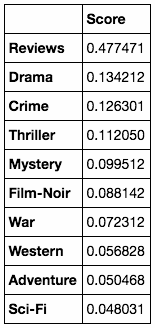 Score
Reviews 0.477471
Drama 0.134212
Crime 0.126301
Thriller 0.112050
Mystery 0.099512
Film-Noir 0.088142
War 0.072312
Western 0.056828
Adventure 0.050468
Sci-Fi 0.048031